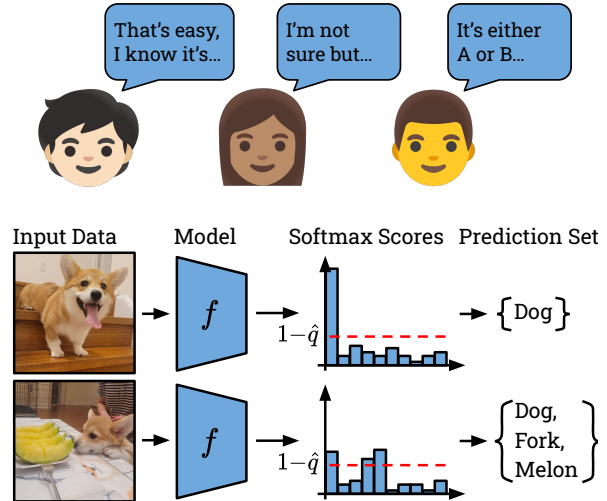 That's easy,
I know it's...
I'm not
sure but...
It's either
A or B...
Input Data
Model
Softmax Scores
Prediction Set
f
1−q̂
{Dog}
f
1−q̂
{Dog,
Fork,
Melon}